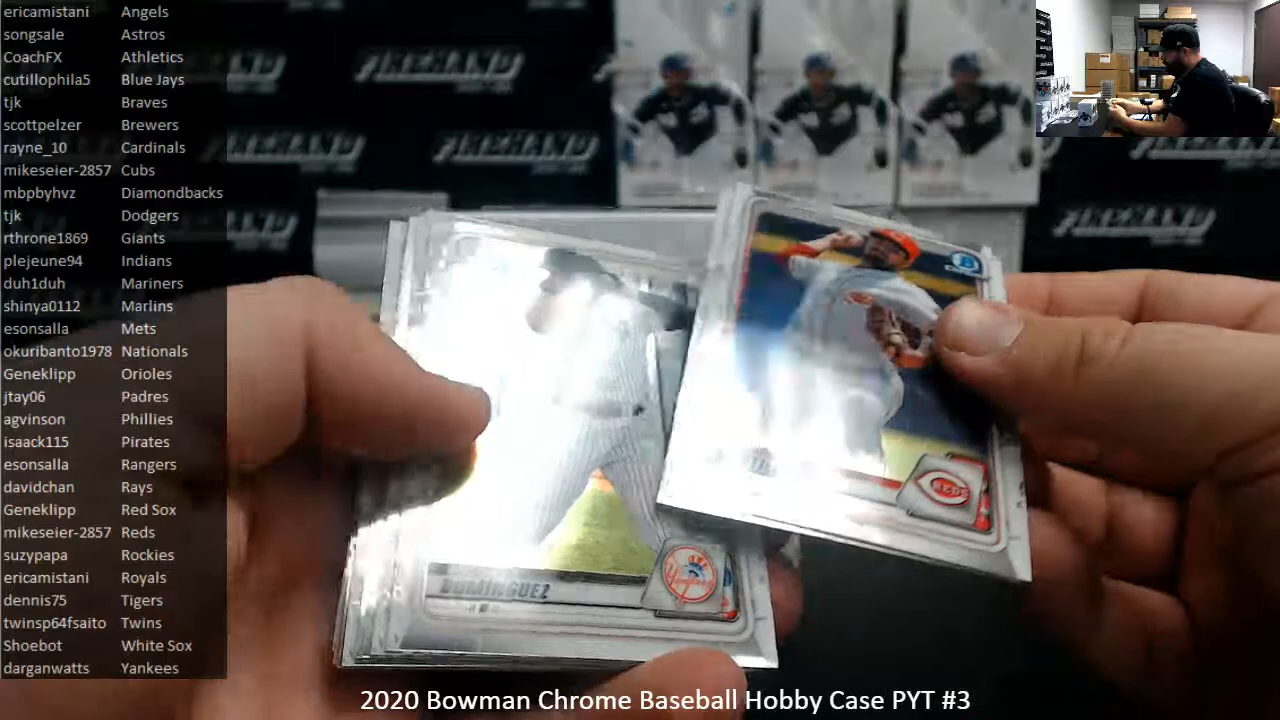 ericamistani Angels
songsale Astros
CoachFX Athletics
cutillophila5 Blue Jays
tjk Braves
scottpelzer Brewers
rayne_10 Cardinals
mikeseier-2857 Cubs
mbpbyhvz Diamondbacks
tjk Dodgers
rthrone1869 Giants
plejeune94 Indians
duh1duh Mariners
shinya0112 Marlins
esonsalla Mets
okuribanto1978 Nationals
Geneklipp Orioles
jtay06 Padres
agvinson Phillies
isaack115 Pirates
esonsalla Rangers
davidchan Rays
Geneklipp Red Sox
mikeseier-2857 Reds
suzypapa Rockies
ericamistani Royals
dennis75 Tigers
twinsp64fsaito Twins
Shoebot White Sox
darganwatts Yankees
FIREHAND
FIREHAND
FIREHAND
REDS
Yankees
DOMINGUEZ
2020 Bowman Chrome Baseball Hobby Case PYT #3